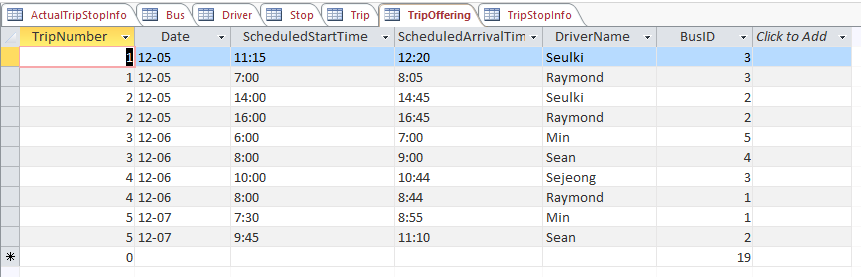 ActualTripStopInfo Bus Driver Stop Trip TripOffering TripStopInfo
TripNumber Date ScheduledStartTime ScheduledArrivalTim DriverName BusID Click to Add
1 12-05 11:15 12:20 Seulki 3
1 12-05 7:00 8:05 Raymond 3
2 12-05 14:00 14:45 Seulki 2
2 12-05 16:00 16:45 Raymond 2
3 12-06 6:00 7:00 Min 5
3 12-06 8:00 9:00 Sean 4
4 12-06 10:00 10:44 Sejeong 3
4 12-06 8:00 8:44 Raymond 1
5 12-07 7:30 8:55 Min 1
5 12-07 9:45 11:10 Sean 2
0 19